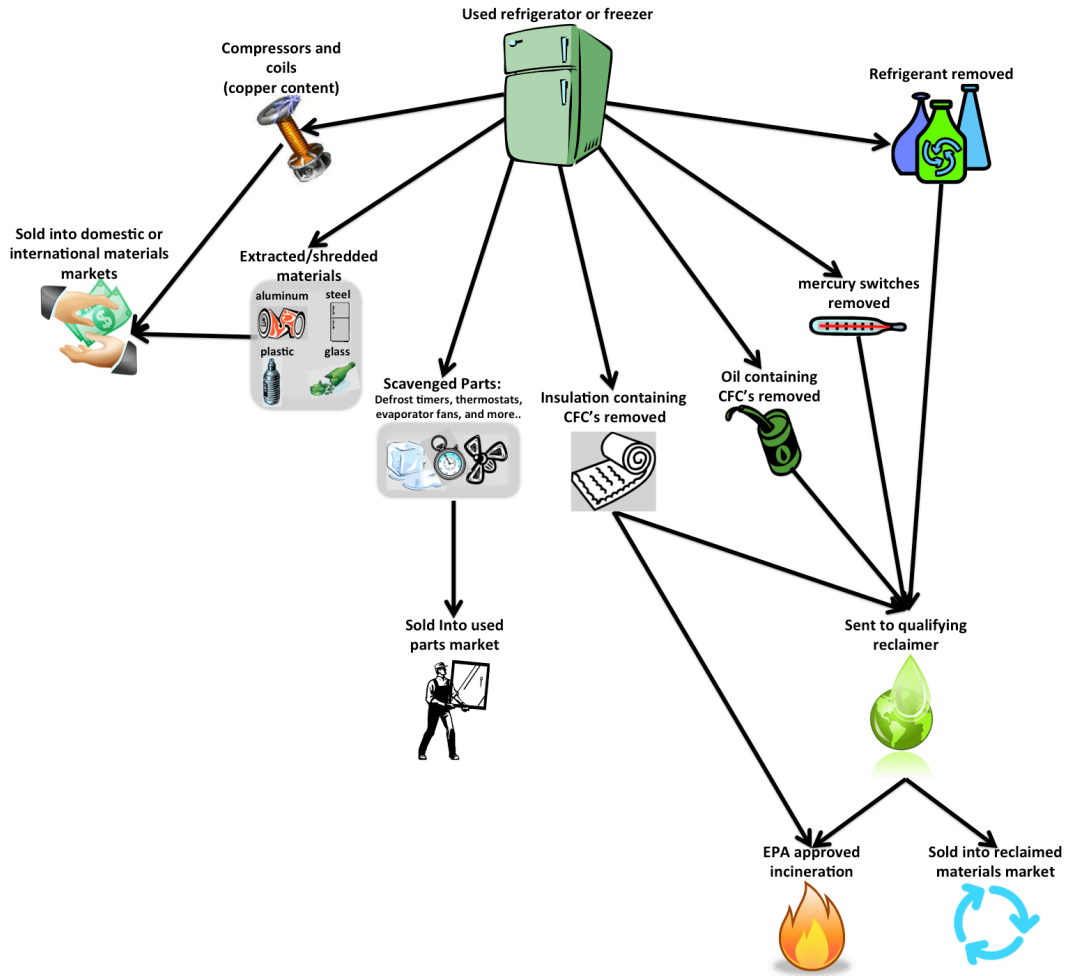 Used refrigerator or freezer
Compressors and
coils
(copper content)
Refrigerant removed
Sold into domestic or
international materials
markets
Extracted/shredded
materials
aluminum
steel
plastic
glass
mercury switches
removed
Scavenged Parts:
Defrost timers, thermostats,
evaporator fans, and more..
Insulation containing
CFC's removed
Oil containing
CFC's removed
Sold Into used
parts market
Sent to qualifying
reclaimer
EPA approved
incineration
Sold into reclaimed
materials market